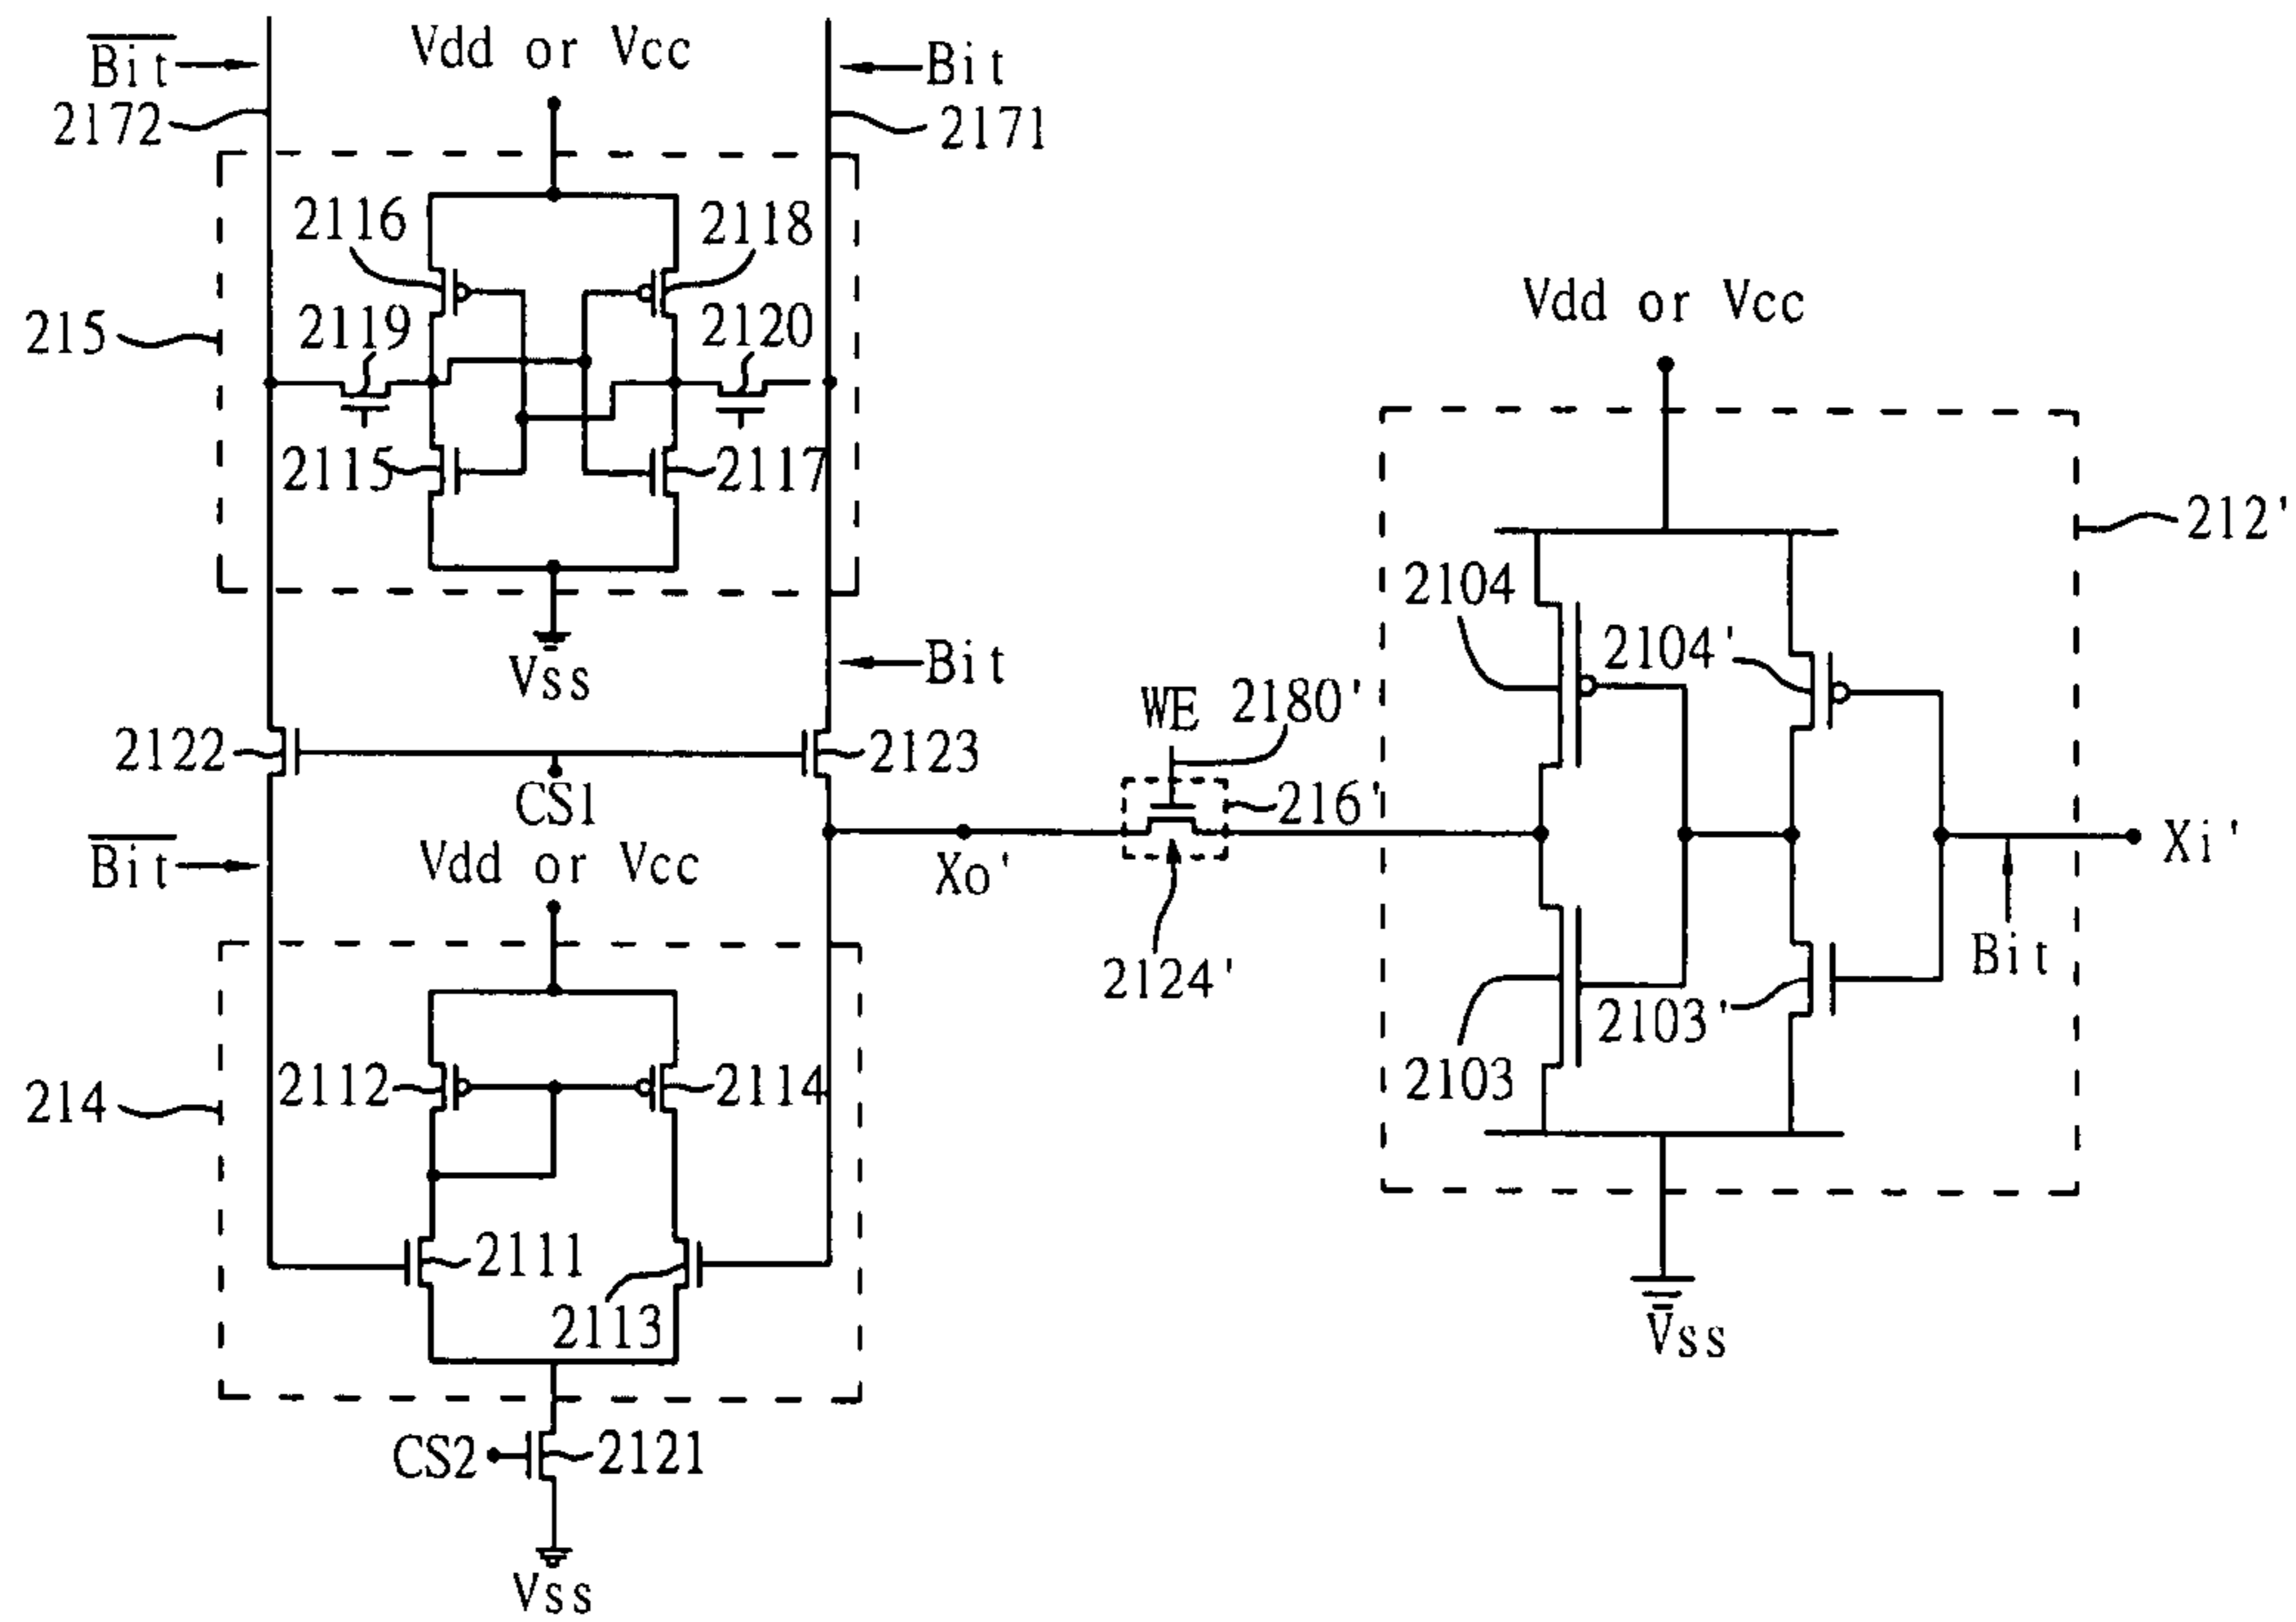 B̅i̅t̅
Vdd or Vcc
Bit
2172
2171
2116
2118
215
2119
2120
2115
2117
Vss
Bit
2122
CS1
2123
B̅i̅t̅
Vdd or Vcc
Xo'
WE
2180'
216'
2124'
214
2112
2114
2111
2113
CS2
2121
Vss
Vdd or Vcc
212'
2104
2104'
Xi'
Bit
2103'
2103
Vss